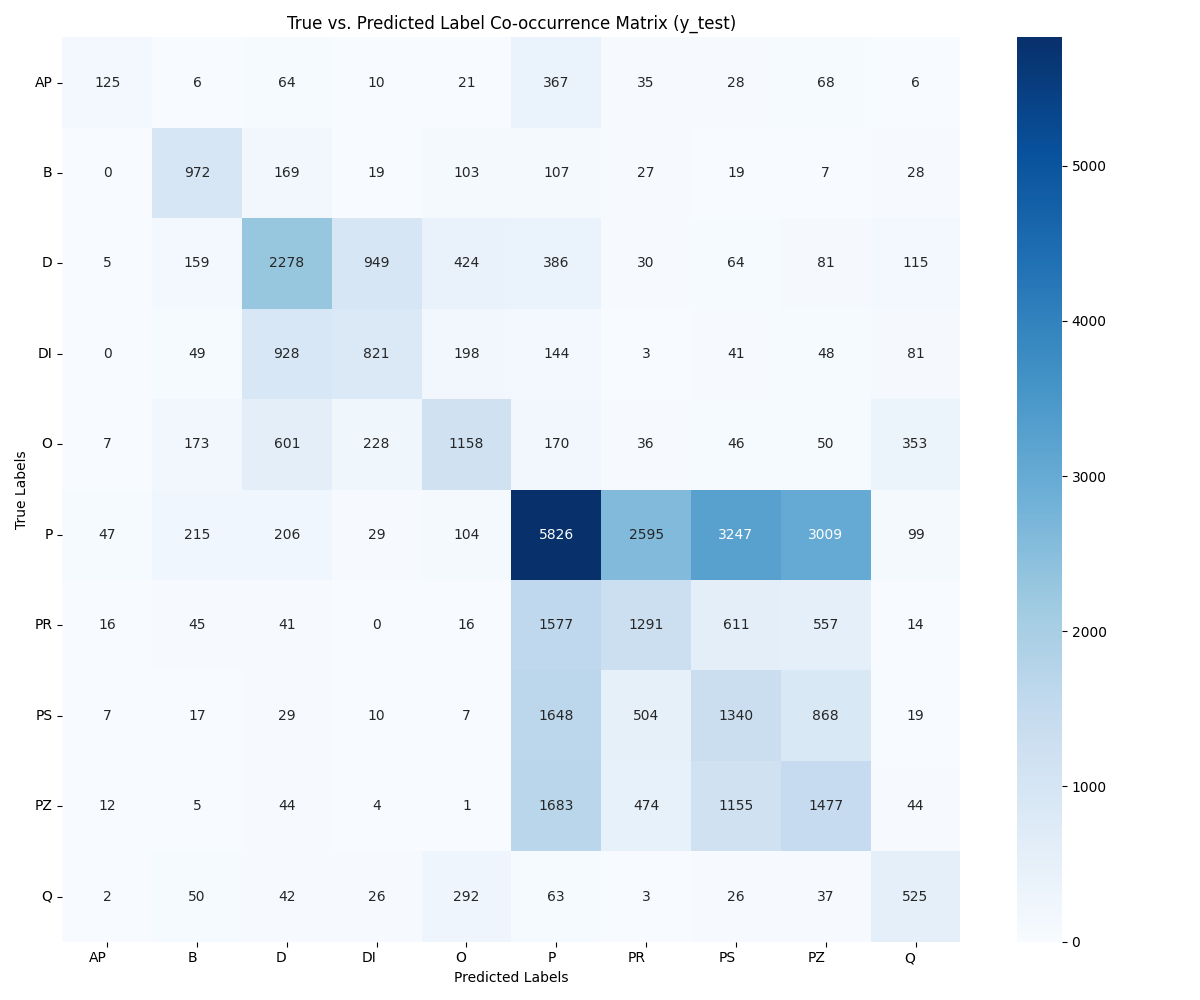 True vs. Predicted Label Co-occurrence Matrix (y_test)
AP 125 6 64 10 21 367 35 28 68 6
B 0 972 169 19 103 107 27 19 7 28
D 5 159 2278 949 424 386 30 64 81 115
DI 0 49 928 821 198 144 3 41 48 81
O 7 173 601 228 1158 170 36 46 50 353
P 47 215 206 29 104 5826 2595 3247 3009 99
PR 16 45 41 0 16 1577 1291 611 557 14
PS 7 17 29 10 7 1648 504 1340 868 19
PZ 12 5 44 4 1 1683 474 1155 1477 44
Q 2 50 42 26 292 63 3 26 37 525
AP B D DI O P PR PS PZ Q
Predicted Labels
True Labels
5000
4000
3000
2000
1000
0